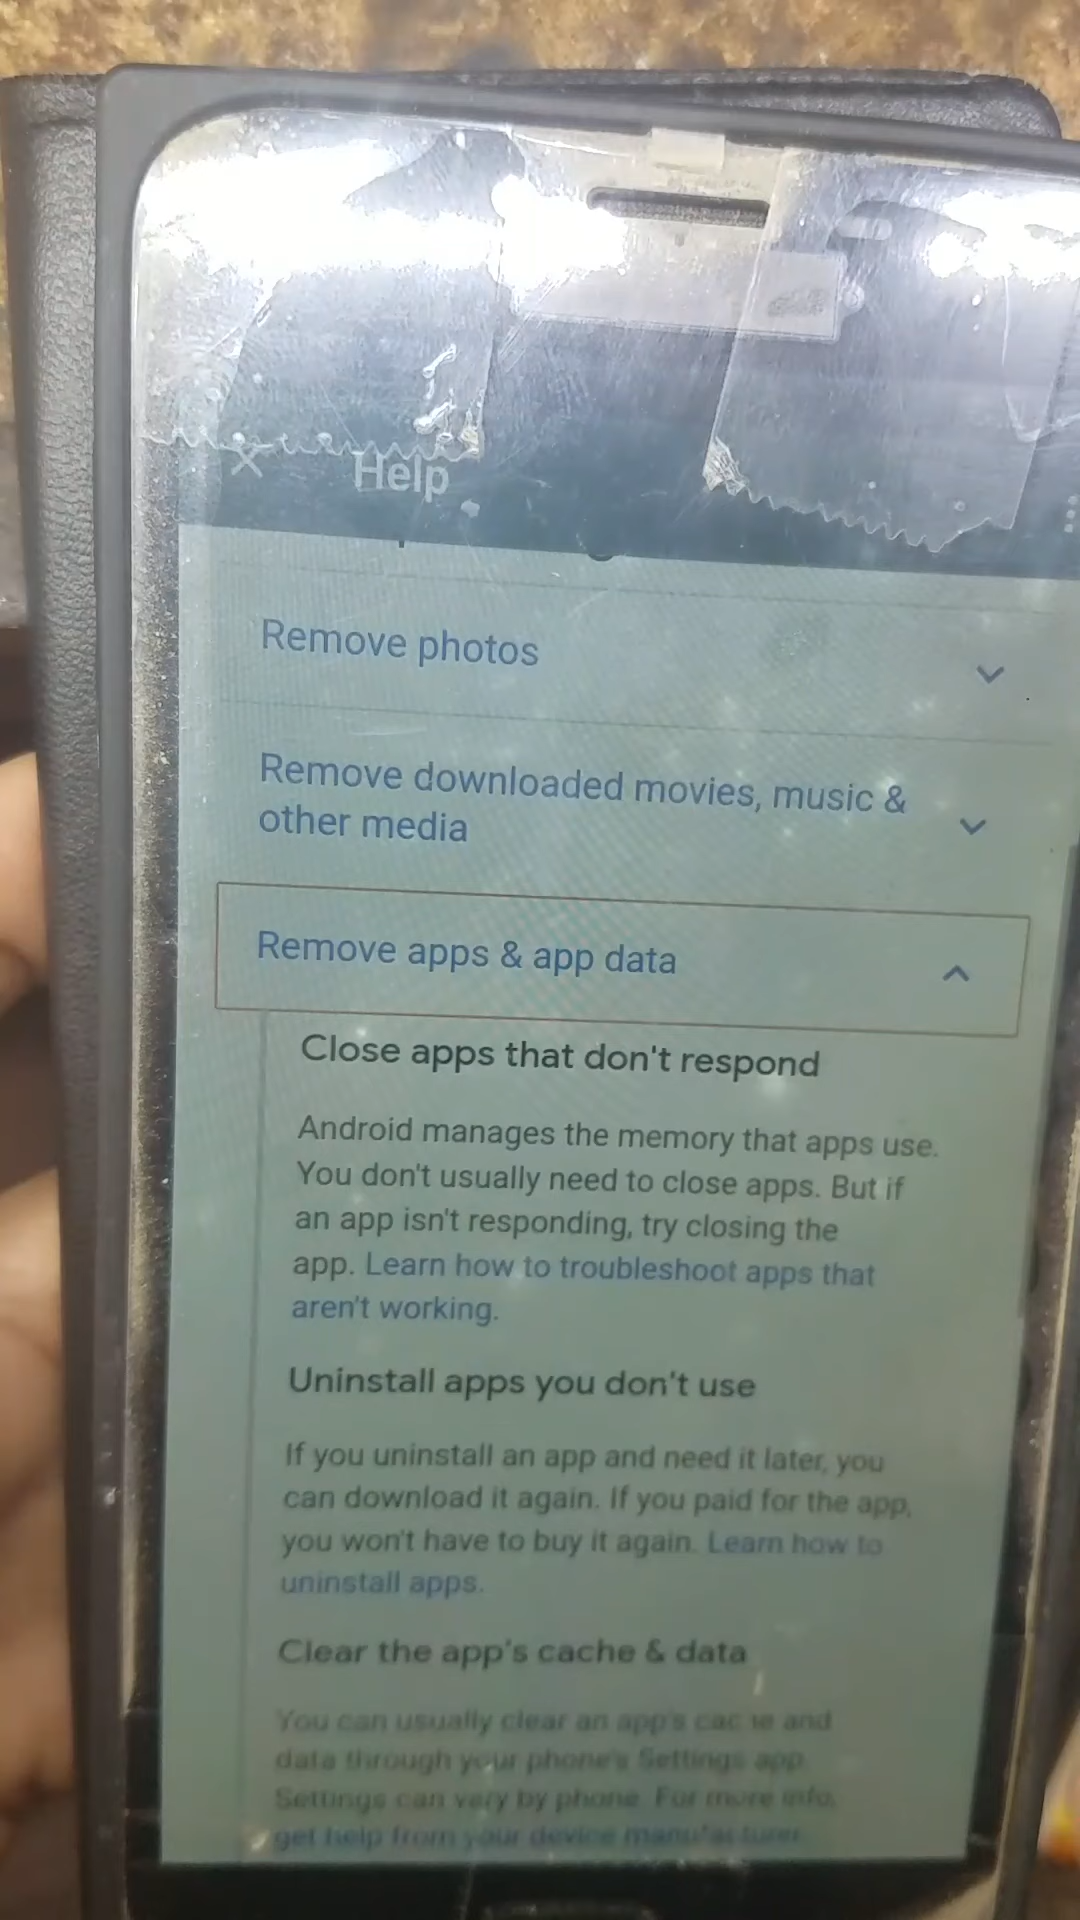 Help
Remove photos
Remove downloaded movies, music &
other media
Remove apps & app data
Close apps that don't respond
Android manages the memory that apps use.
You don't usually need to close apps. But if
an app isn't responding, try closing the
app. Learn how to troubleshoot apps that
aren't working.
Uninstall apps you don't use
If you uninstall an app and need it later, you
can download it again. If you paid for the app,
you won't have to buy it again. Learn how to
uninstall apps.
Clear the app's cache & data
You can usually clear an app's cache and
data through your phone's Settings app.
Settings can vary by phone. For more info,
get help from your device manufacturer.